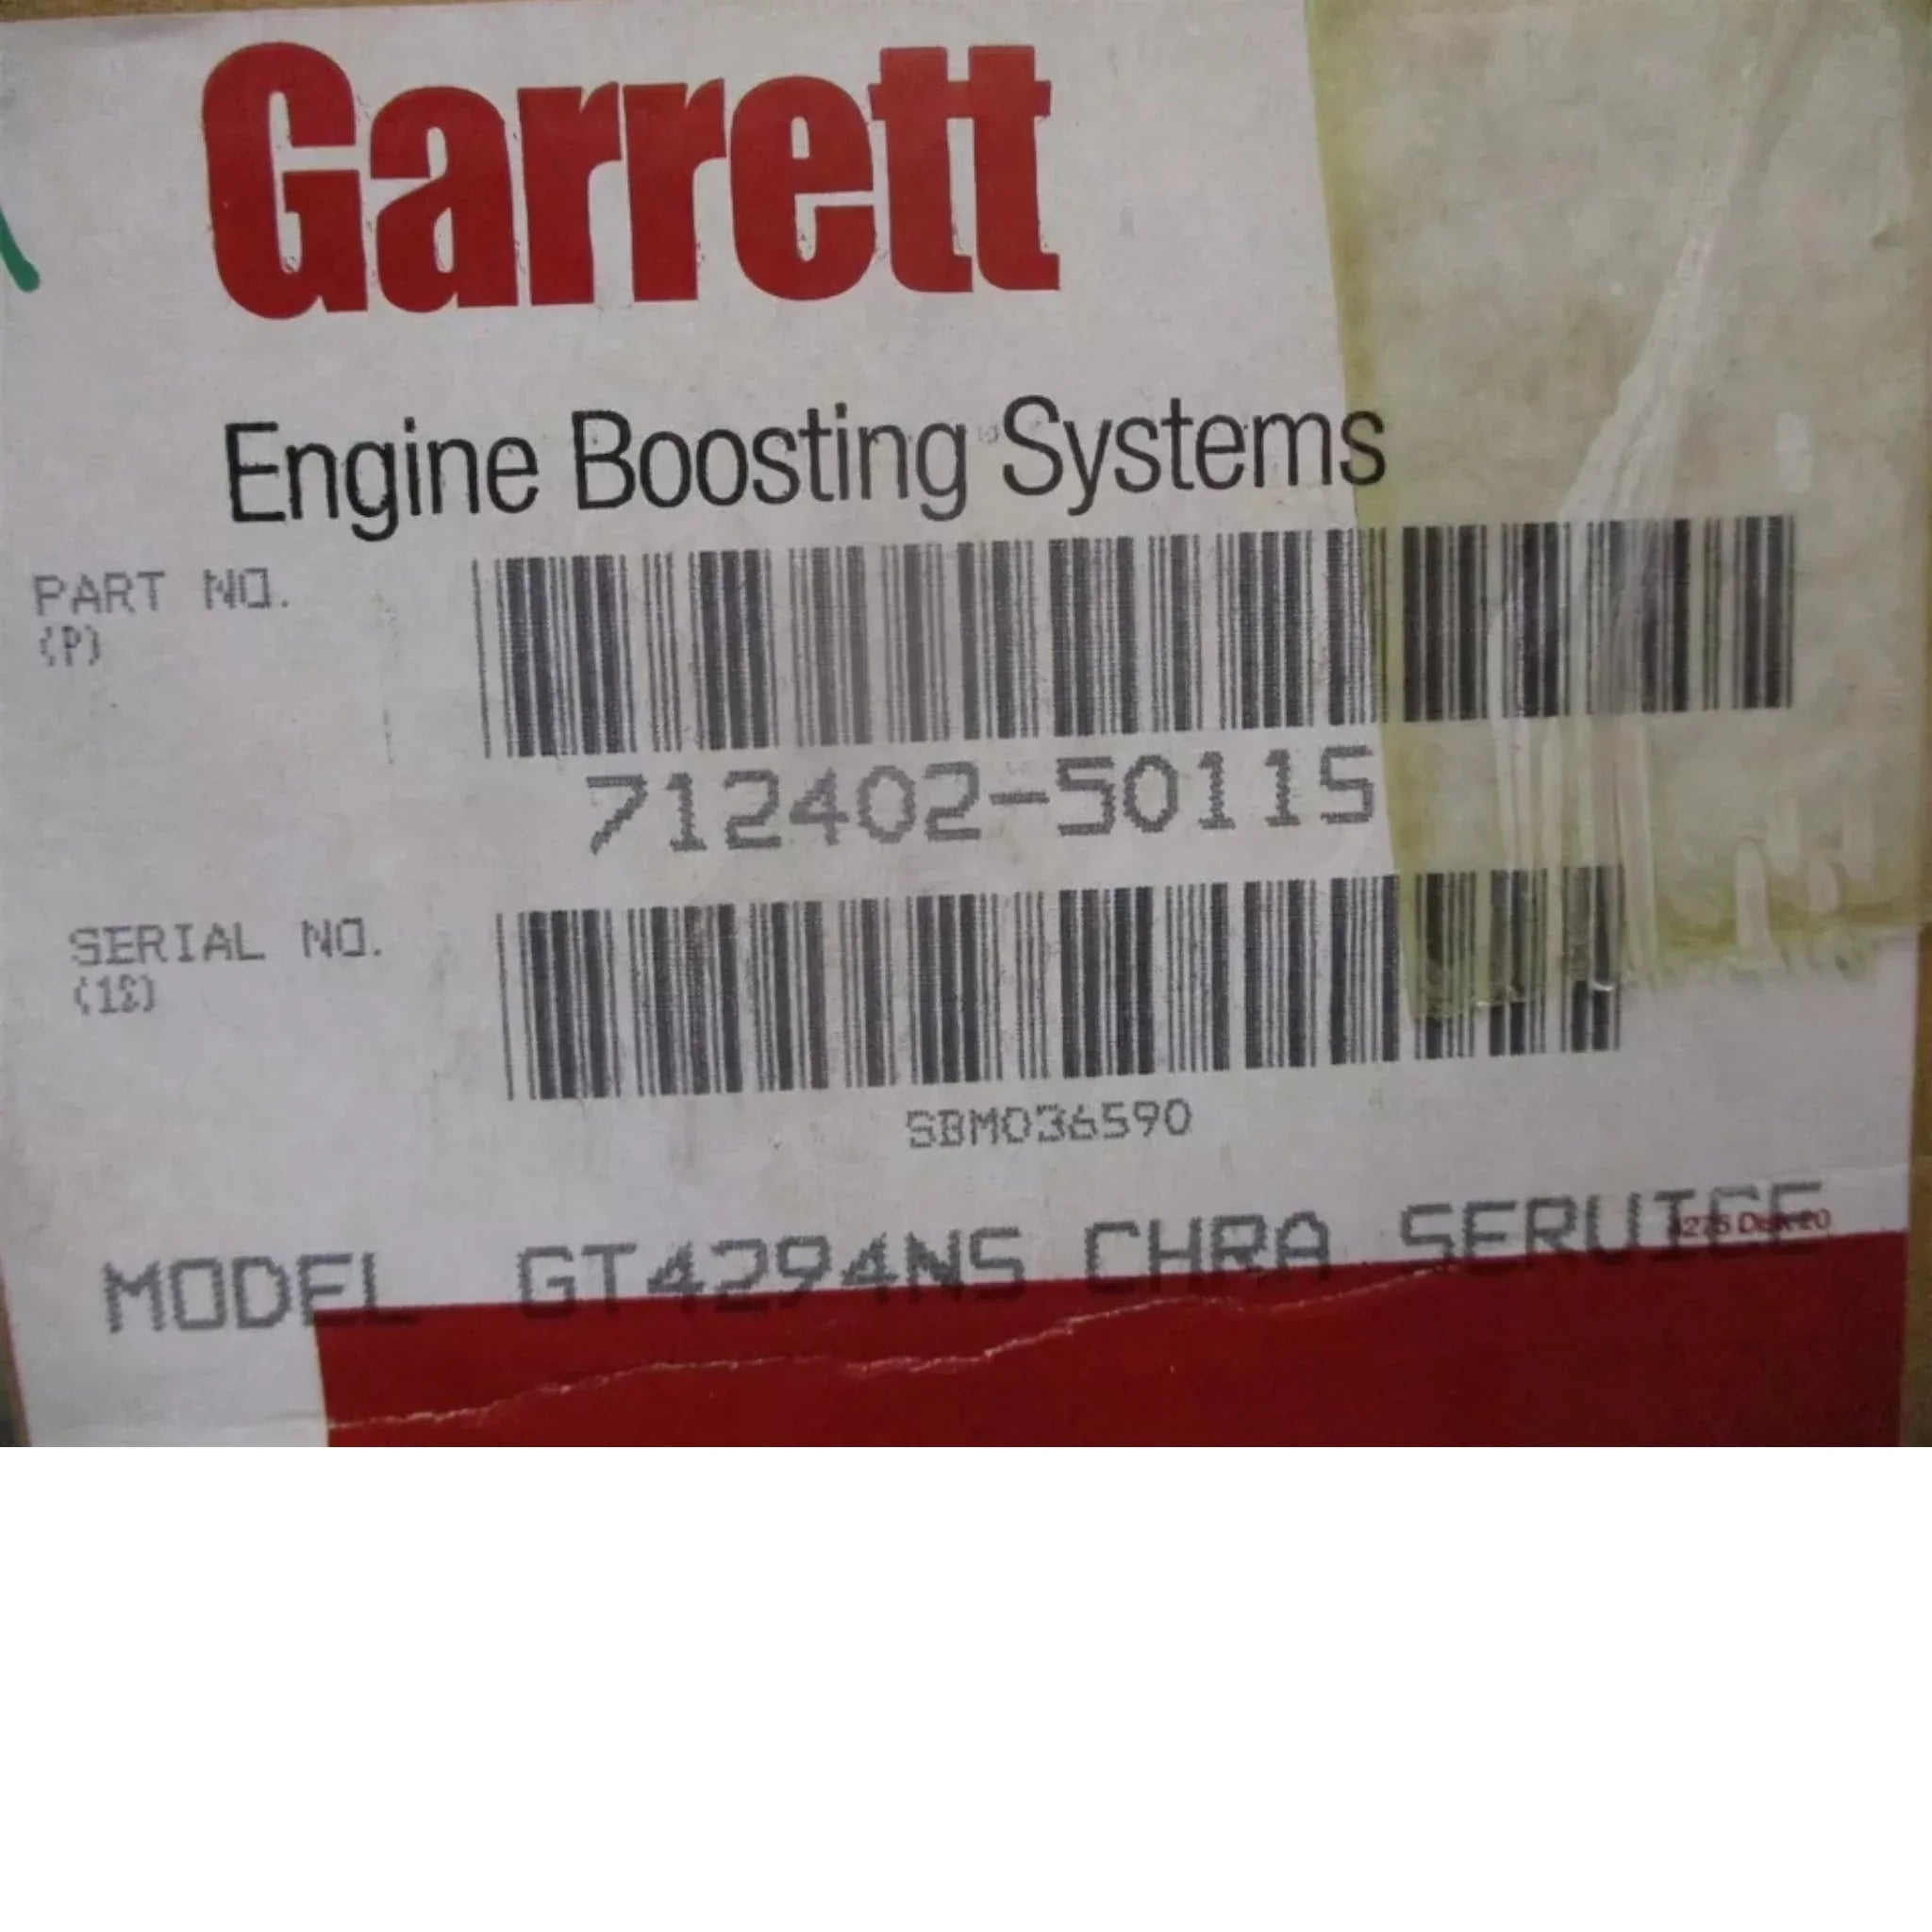 Garrett
Engine Boosting Systems
PART NO.
(P)
712402-5011S
SERIAL NO.
(1S)
SBM036590
MODEL GT4294NS CHRA SERVICE